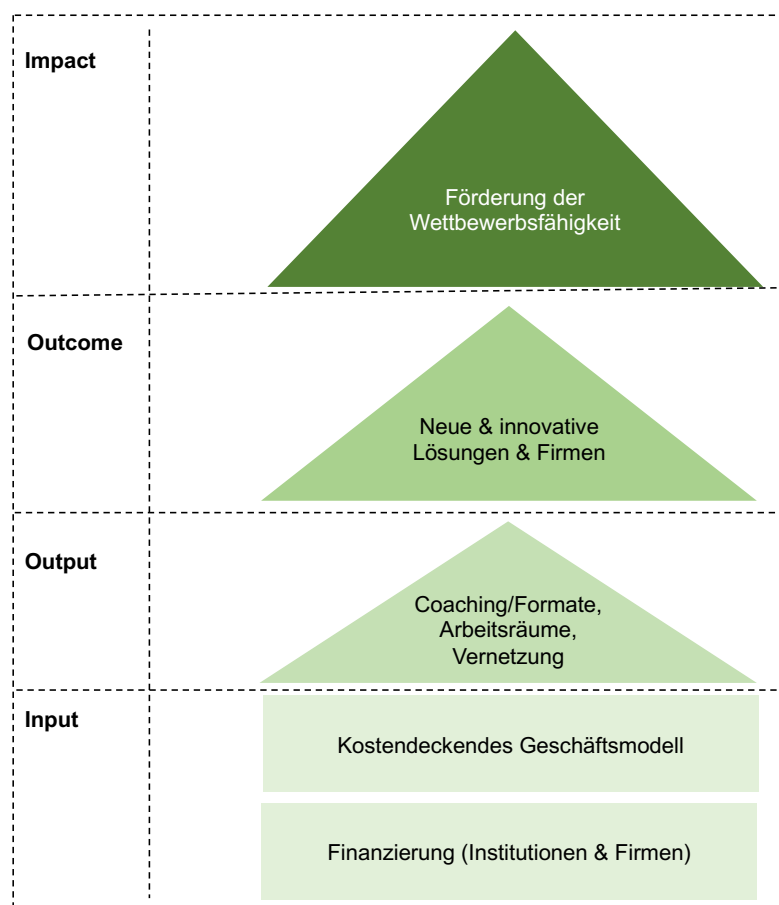 Impact
Förderung der
Wettbewerbsfähigkeit
Outcome
Neue & innovative
Lösungen & Firmen
Output
Coaching/Formate,
Arbeitsräume,
Vernetzung
Input
Kostendeckendes Geschäftsmodell
Finanzierung (Institutionen & Firmen)